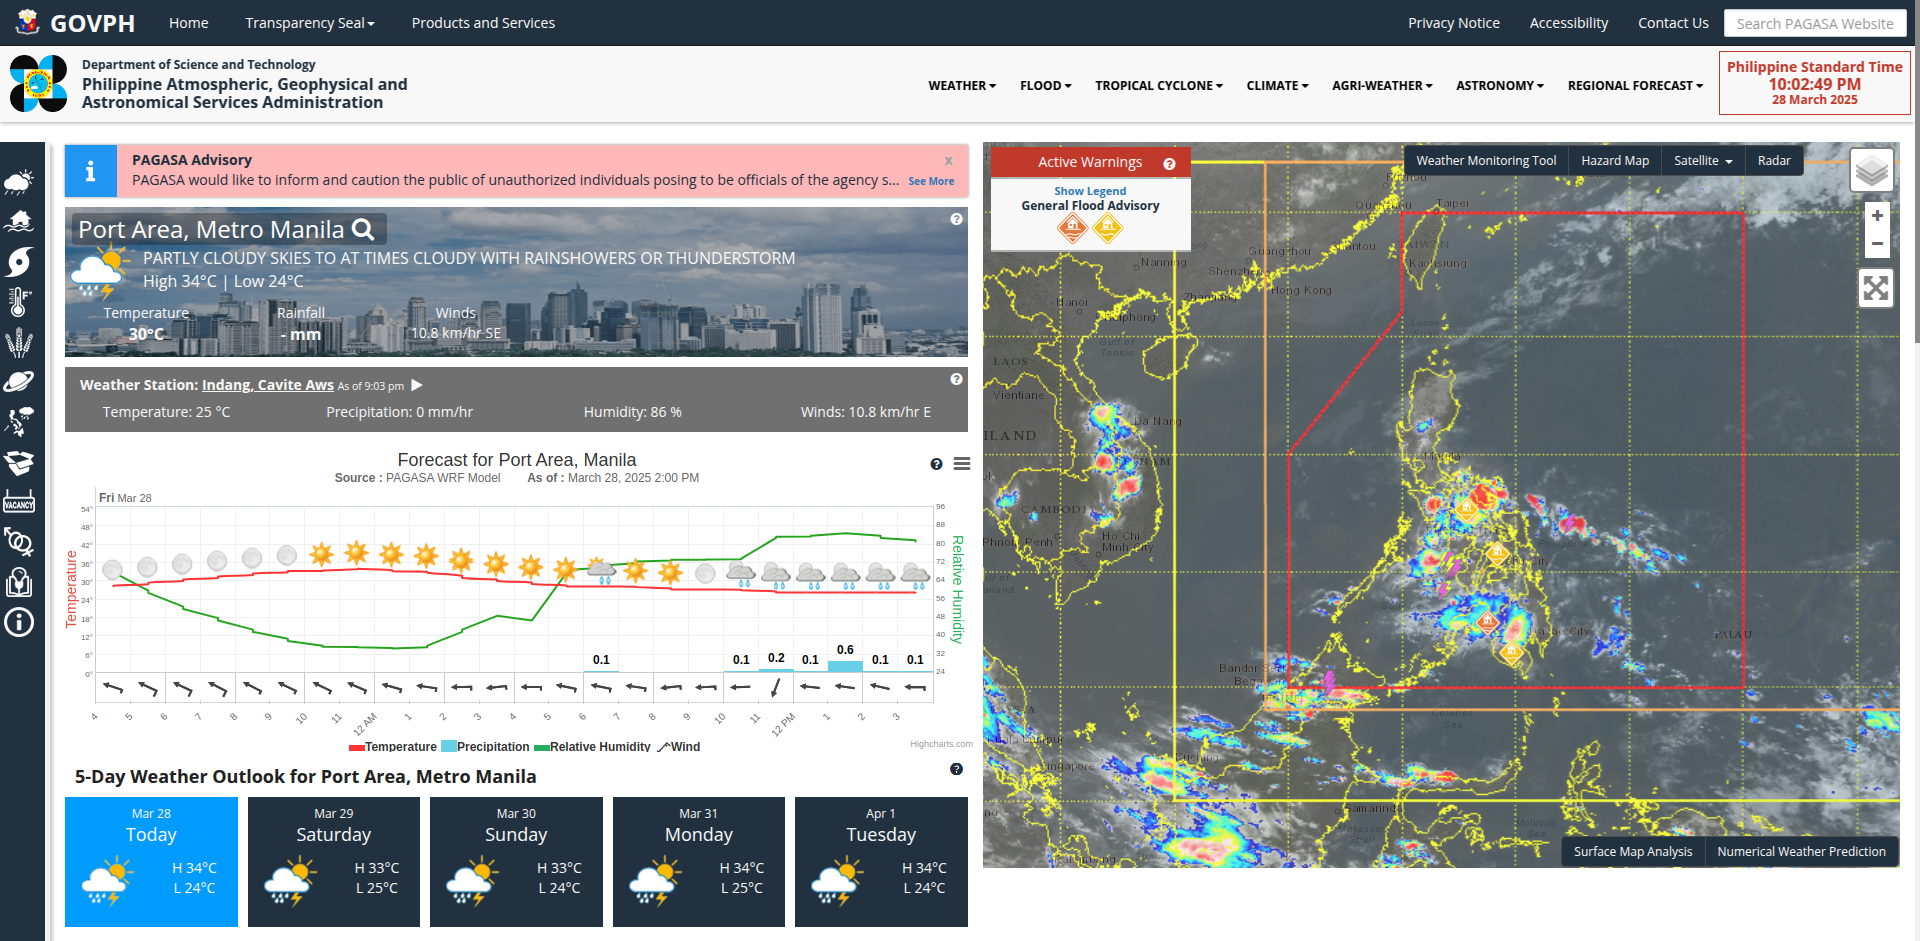 GOVPH
Home
Transparency Seal
Products and Services
Privacy Notice
Accessibility
Contact Us
Search PAGASA Website
Department of Science and Technology
Philippine Atmospheric, Geophysical and
Astronomical Services Administration
WEATHER
FLOOD
TROPICAL CYCLONE
CLIMATE
AGRI-WEATHER
ASTRONOMY
REGIONAL FORECAST
Philippine Standard Time
10:02:49 PM
28 March 2025
VACANCY
PAGASA Advisory
x
PAGASA would like to inform and caution the public of unauthorized individuals posing to be officials of the agency s... See More
Port Area, Metro Manila
PARTLY CLOUDY SKIES TO AT TIMES CLOUDY WITH RAINSHOWERS OR THUNDERSTORM
High 34°C | Low 24°C
Temperature
30°C
Rainfall
- mm
Winds
10.8 km/hr SE
Weather Station: Indang, Cavite Aws As of 9:03 pm
Temperature: 25 °C
Precipitation: 0 mm/hr
Humidity: 86 %
Winds: 10.8 km/hr E
Forecast for Port Area, Manila
Source : PAGASA WRF Model As of : March 28, 2025 2:00 PM
Fri Mar 28
54°
48°
42°
36°
30°
24°
18°
12°
6°
0°
Temperature
96
88
80
72
64
56
48
40
32
24
Relative Humidity
0.1
0.1
0.2
0.1
0.6
0.1
0.1
4 5 6 7 8 9 10 11 12 AM 1 2 3 4 5 6 7 8 9 10 11 12 PM 1 2 3
Temperature Precipitation Relative Humidity Wind
Highcharts.com
5-Day Weather Outlook for Port Area, Metro Manila
Mar 28
Today
H 34°C
L 24°C
Mar 29
Saturday
H 33°C
L 25°C
Mar 30
Sunday
H 33°C
L 24°C
Mar 31
Monday
H 34°C
L 25°C
Apr 1
Tuesday
H 34°C
L 24°C
Active Warnings
Show Legend
General Flood Advisory
Weather Monitoring Tool
Hazard Map
Satellite
Radar
+
−
Taipei
Kaohsiung
Guangzhou
Shenzhen
Hong Kong
Nanning
Zhanjiang
Hanoi
Gulf of
Tonkin
LAOS
Vientiane
Da Nang
CAMBODI
Phnom Penh
Ho Chi
Minh City
Manila
PALAU
Bandar Seri
Begawan
Celebes
Sea
Kuching
Singapore
Samarinda
Molucca
Sea
Surface Map Analysis
Numerical Weather Prediction